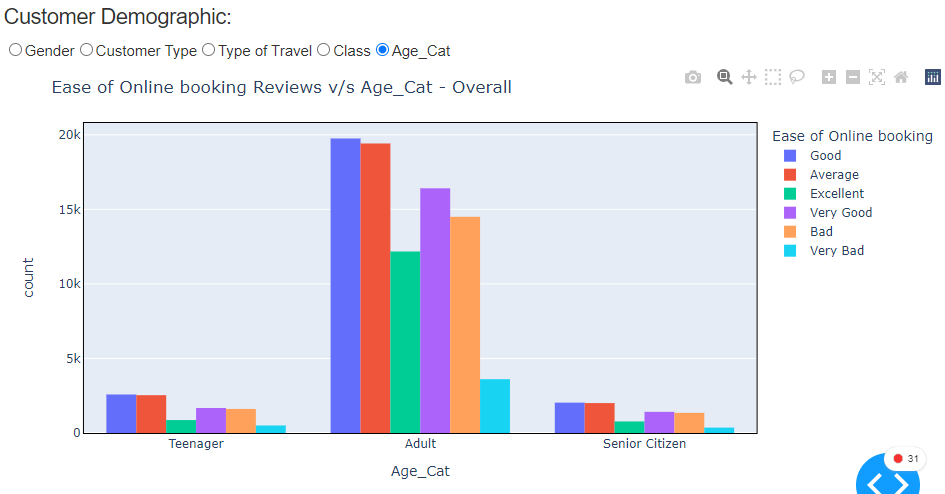 Customer Demographic:
Gender Customer Type Type of Travel Class Age_Cat
Ease of Online booking Reviews v/s Age_Cat - Overall
20k
15k
10k
5k
0
count
Teenager Adult Senior Citizen
Age_Cat
Ease of Online booking
Good
Average
Excellent
Very Good
Bad
Very Bad
31